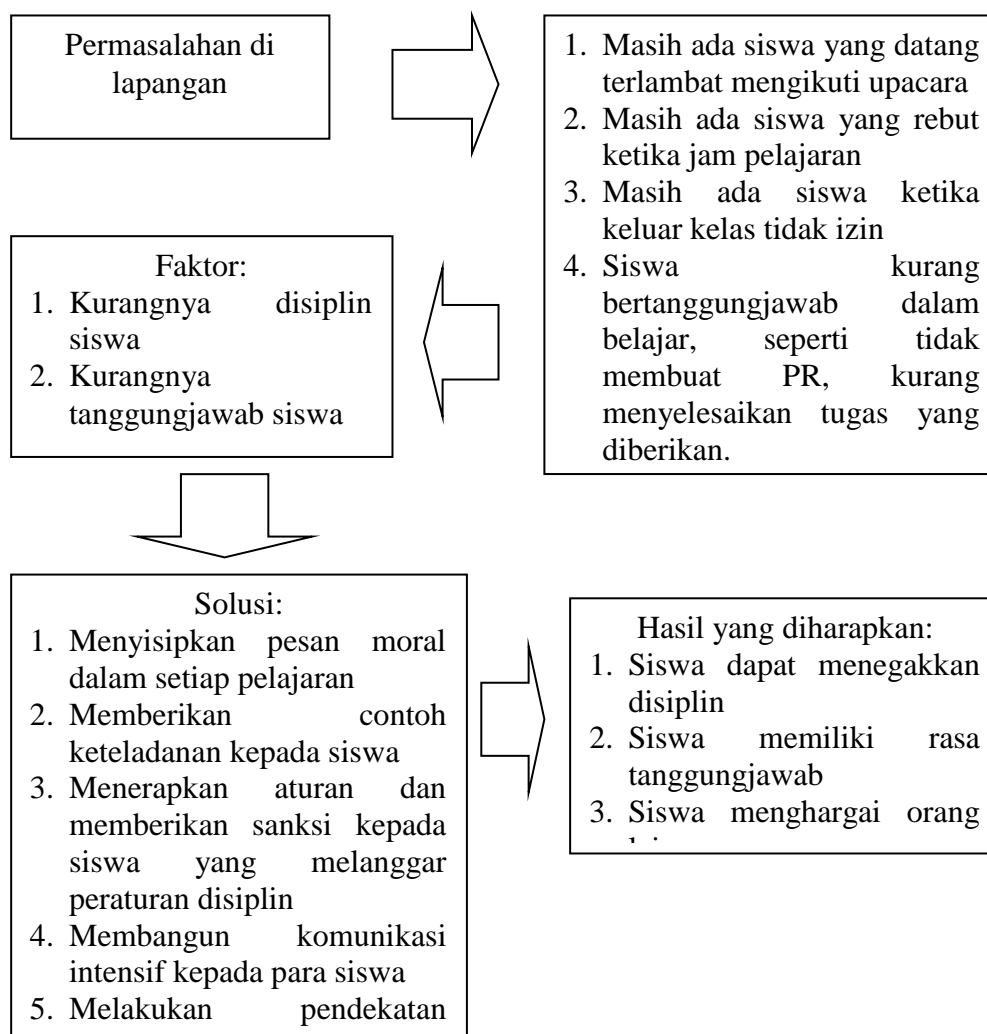 Permasalahan di
lapangan
1. Masih ada siswa yang datang
terlambat mengikuti upacara
2. Masih ada siswa yang rebut
ketika jam pelajaran
3. Masih ada siswa ketika
keluar kelas tidak izin
4. Siswa kurang
bertanggungjawab dalam
belajar, seperti tidak
membuat PR, kurang
menyelesaikan tugas yang
diberikan.
Faktor:
1. Kurangnya disiplin
siswa
2. Kurangnya
tanggungjawab siswa
Solusi:
1. Menyisipkan pesan moral
dalam setiap pelajaran
2. Memberikan contoh
keteladanan kepada siswa
3. Menerapkan aturan dan
memberikan sanksi kepada
siswa yang melanggar
peraturan disiplin
4. Membangun komunikasi
intensif kepada para siswa
5. Melakukan pendekatan
Hasil yang diharapkan:
1. Siswa dapat menegakkan
disiplin
2. Siswa memiliki rasa
tanggungjawab
3. Siswa menghargai orang